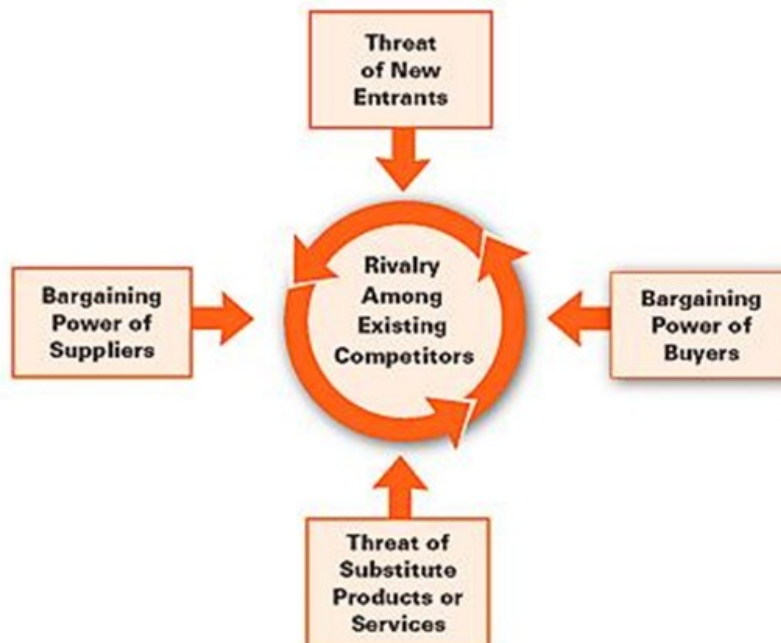 Threat
of New
Entrants
Rivalry
Among
Existing
Competitors
Bargaining
Power of
Suppliers
Bargaining
Power of
Buyers
Threat of
Substitute
Products or
Services